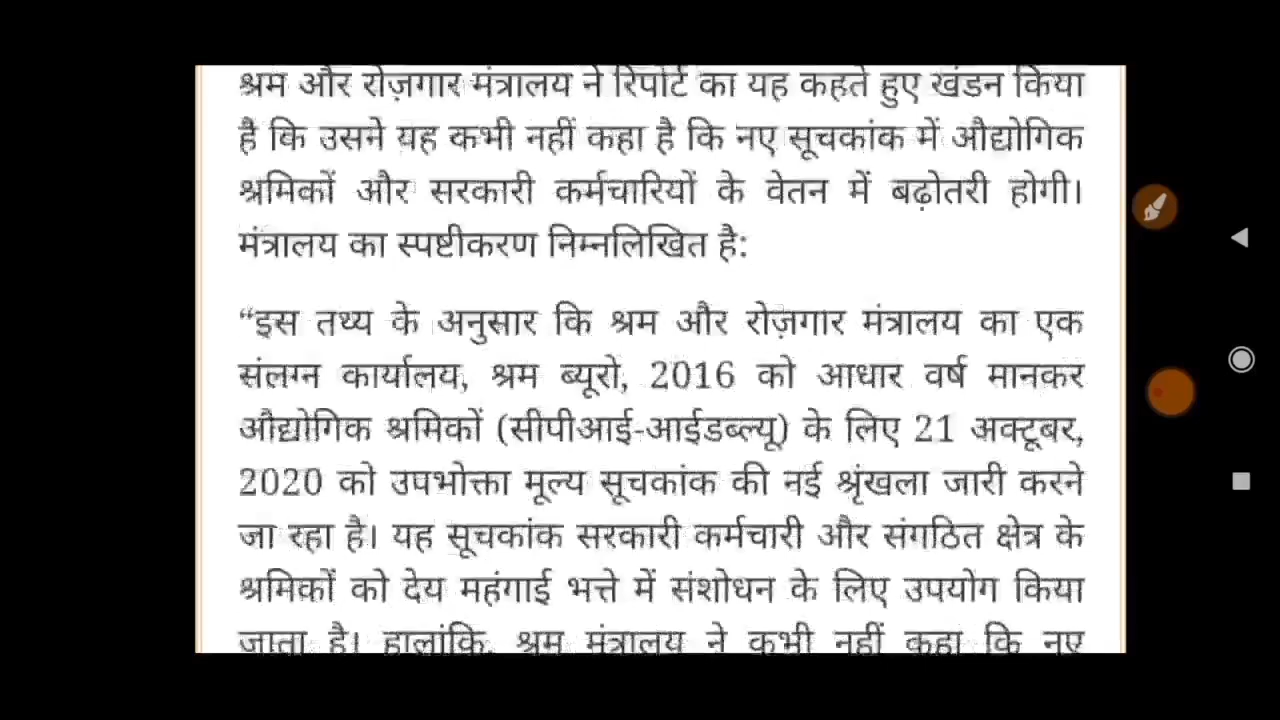 श्रम और रोज़गार मंत्रालय ने रिपोर्ट का यह कहते हुए खंडन किया
है कि उसने यह कभी नहीं कहा है कि नए सूचकांक में औद्योगिक
श्रमिकों और सरकारी कर्मचारियों के वेतन में बढ़ोतरी होगी।
मंत्रालय का स्पष्टीकरण निम्नलिखित है:
“इस तथ्य के अनुसार कि श्रम और रोज़गार मंत्रालय का एक
संलग्न कार्यालय, श्रम ब्यूरो, 2016 को आधार वर्ष मानकर
औद्योगिक श्रमिकों (सीपीआई-आईडब्ल्यू) के लिए 21 अक्टूबर,
2020 को उपभोक्ता मूल्य सूचकांक की नई श्रृंखला जारी करने
जा रहा है। यह सूचकांक सरकारी कर्मचारी और संगठित क्षेत्र के
श्रमिकों को देय महंगाई भत्ते में संशोधन के लिए उपयोग किया
जाता है। हालांकि, श्रम मंत्रालय ने कभी नहीं कहा कि नए